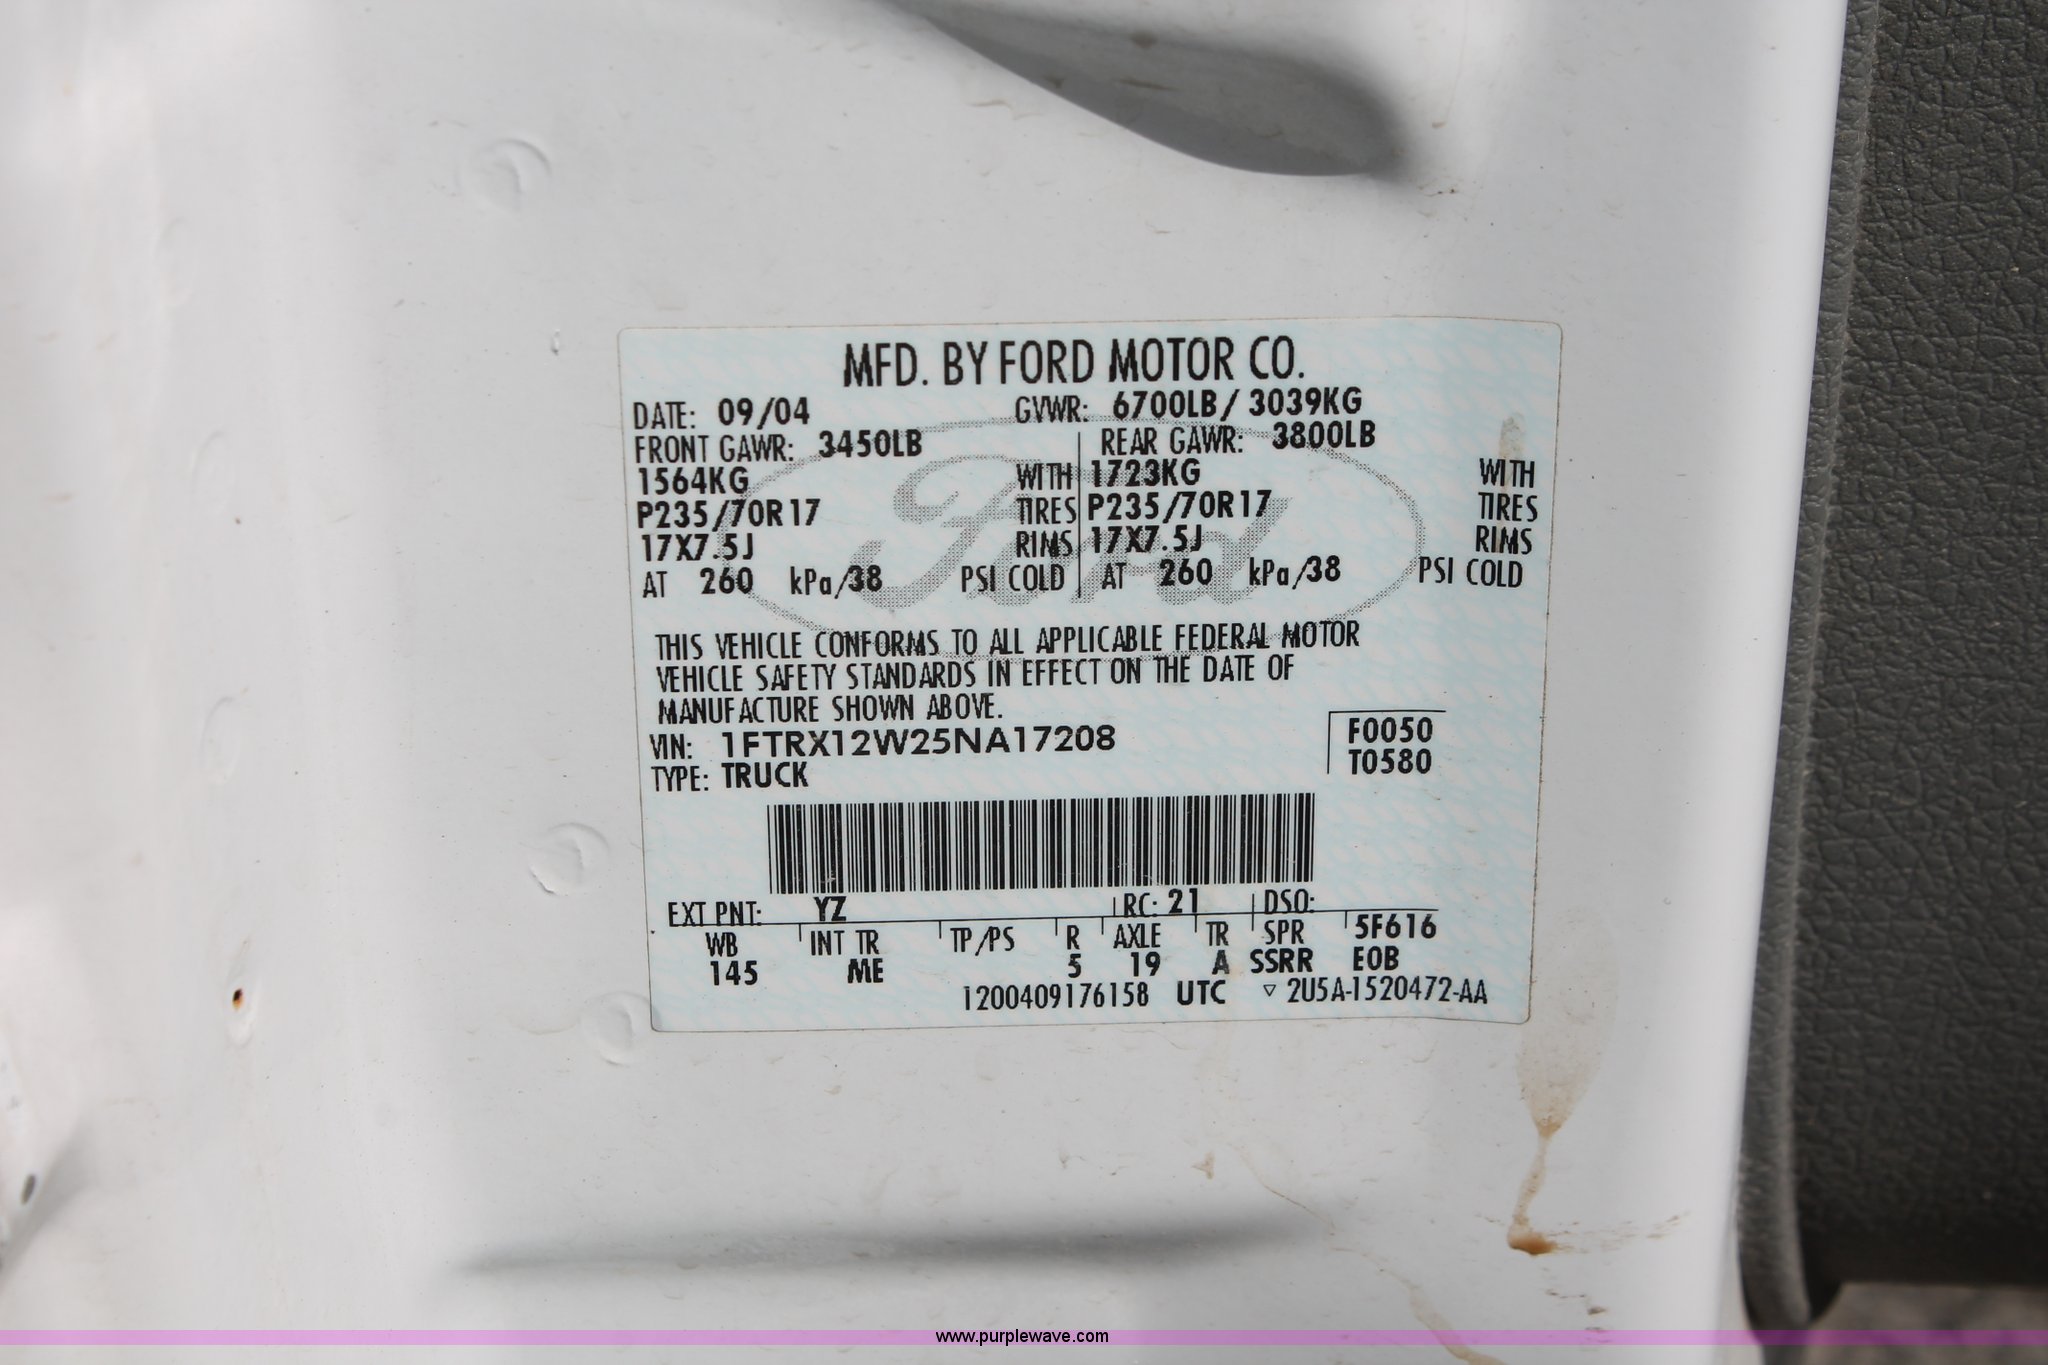 MFD. BY FORD MOTOR CO.
DATE: 09/04 GVWR: 6700LB/ 3039KG
FRONT GAWR: 3450LB REAR GAWR: 3800LB
1564KG WITH 1723KG WITH
P235/70R17 TIRES P235/70R17 TIRES
17X7.5J RIMS 17X7.5J RIMS
AT 260 kPa/38 PSI COLD AT 260 kPa/38 PSI COLD
Ford
THIS VEHICLE CONFORMS TO ALL APPLICABLE FEDERAL MOTOR
VEHICLE SAFETY STANDARDS IN EFFECT ON THE DATE OF
MANUFACTURE SHOWN ABOVE.
VIN: 1FTRX12W25NA17208 F0050
TYPE: TRUCK T0580
EXT PNT: YZ RC: 21 DSO:
WB INT TR TP/PS R AXLE TR SPR 5F616
145 ME 5 19 A SSRR EOB
1200409176158 UTC ▽ 2U5A-1520472-AA
www.purplewave.com